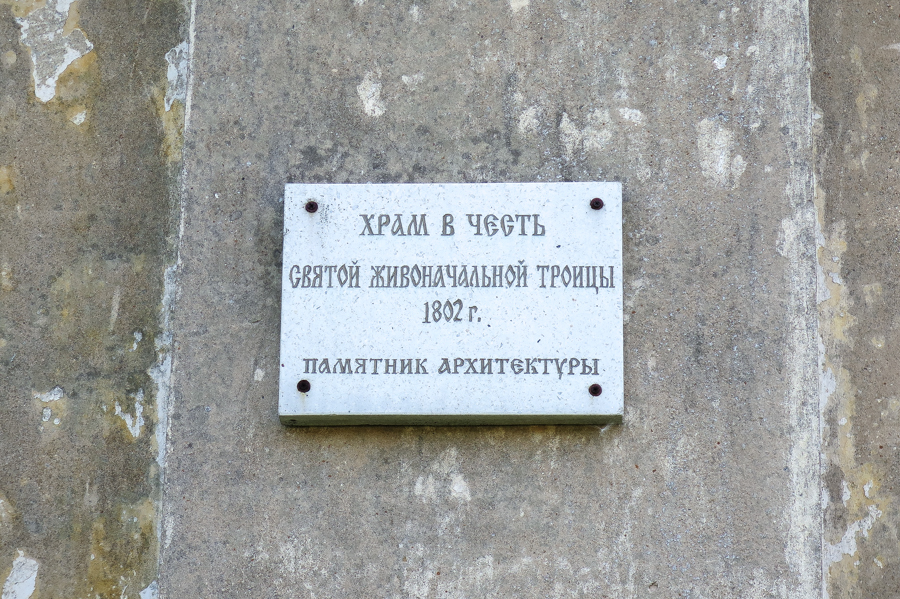 ХРАМ В ЧЕСТЬ
СВЯТОЙ ЖИВОНАЧАЛЬНОЙ ТРОИЦЫ
1802 г.
ПАМЯТНИК АРХИТЕКТУРЫ